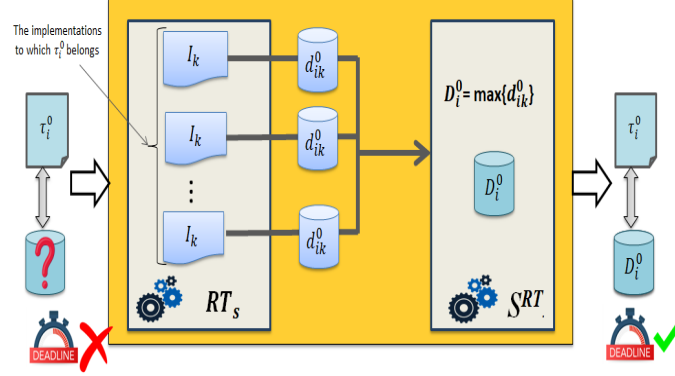 The implementations
to which τᵢ⁰ belongs
τᵢ⁰
?
DEADLINE
Iₖ
Iₖ
⋮
Iₖ
RTₛ
dᵢₖ⁰
dᵢₖ⁰
dᵢₖ⁰
Dᵢ⁰= max{dᵢₖ⁰}
Dᵢ⁰
Sᴿᵀ.
τᵢ⁰
Dᵢ⁰
DEADLINE